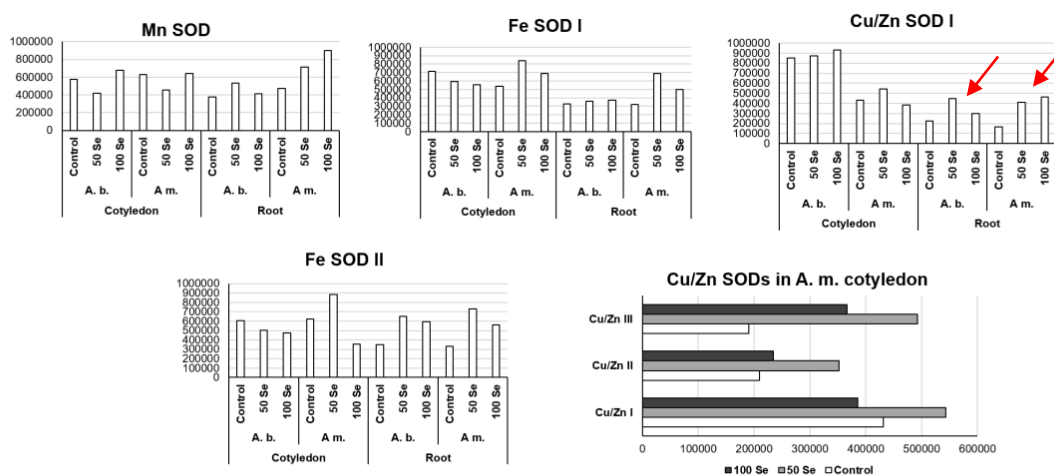 Mn SOD
1000000
800000
600000
400000
200000
0
Control
50 Se
100 Se
Control
50 Se
100 Se
Control
50 Se
100 Se
Control
50 Se
100 Se
A. b.
A m.
A. b.
A m.
Cotyledon
Root
Fe SOD I
1000000
900000
800000
700000
600000
500000
400000
300000
200000
100000
0
Control
50 Se
100 Se
Control
50 Se
100 Se
Control
50 Se
100 Se
Control
50 Se
100 Se
A. b.
A m.
A. b.
A m.
Cotyledon
Root
Cu/Zn SOD I
1000000
900000
800000
700000
600000
500000
400000
300000
200000
100000
0
Control
50 Se
100 Se
Control
50 Se
100 Se
Control
50 Se
100 Se
Control
50 Se
100 Se
A. b.
A m.
A. b.
A m.
Cotyledon
Root
Fe SOD II
1000000
900000
800000
700000
600000
500000
400000
300000
200000
100000
0
Control
50 Se
100 Se
Control
50 Se
100 Se
Control
50 Se
100 Se
Control
50 Se
100 Se
A. b.
A m.
A. b.
A m.
Cotyledon
Root
Cu/Zn SODs in A. m. cotyledon
Cu/Zn III
Cu/Zn II
Cu/Zn I
0 100000 200000 300000 400000 500000 600000
100 Se 50 Se Control